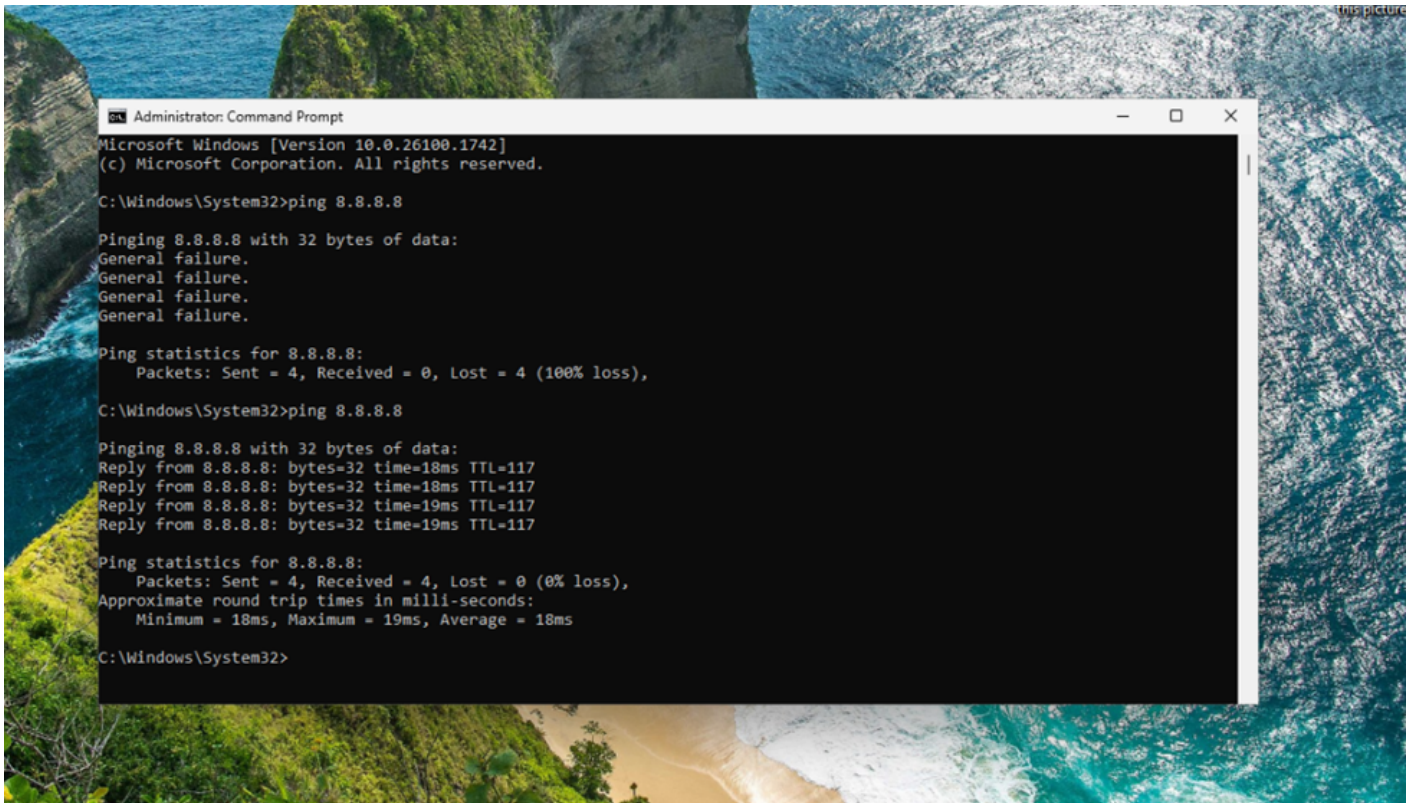 this picture
Administrator: Command Prompt
Microsoft Windows [Version 10.0.26100.1742]
(c) Microsoft Corporation. All rights reserved.
C:\Windows\System32>ping 8.8.8.8
Pinging 8.8.8.8 with 32 bytes of data:
General failure.
General failure.
General failure.
General failure.
Ping statistics for 8.8.8.8:
Packets: Sent = 4, Received = 0, Lost = 4 (100% loss),
C:\Windows\System32>ping 8.8.8.8
Pinging 8.8.8.8 with 32 bytes of data:
Reply from 8.8.8.8: bytes=32 time=18ms TTL=117
Reply from 8.8.8.8: bytes=32 time=18ms TTL=117
Reply from 8.8.8.8: bytes=32 time=19ms TTL=117
Reply from 8.8.8.8: bytes=32 time=19ms TTL=117
Ping statistics for 8.8.8.8:
Packets: Sent = 4, Received = 4, Lost = 0 (0% loss),
Approximate round trip times in milli-seconds:
Minimum = 18ms, Maximum = 19ms, Average = 18ms
C:\Windows\System32>